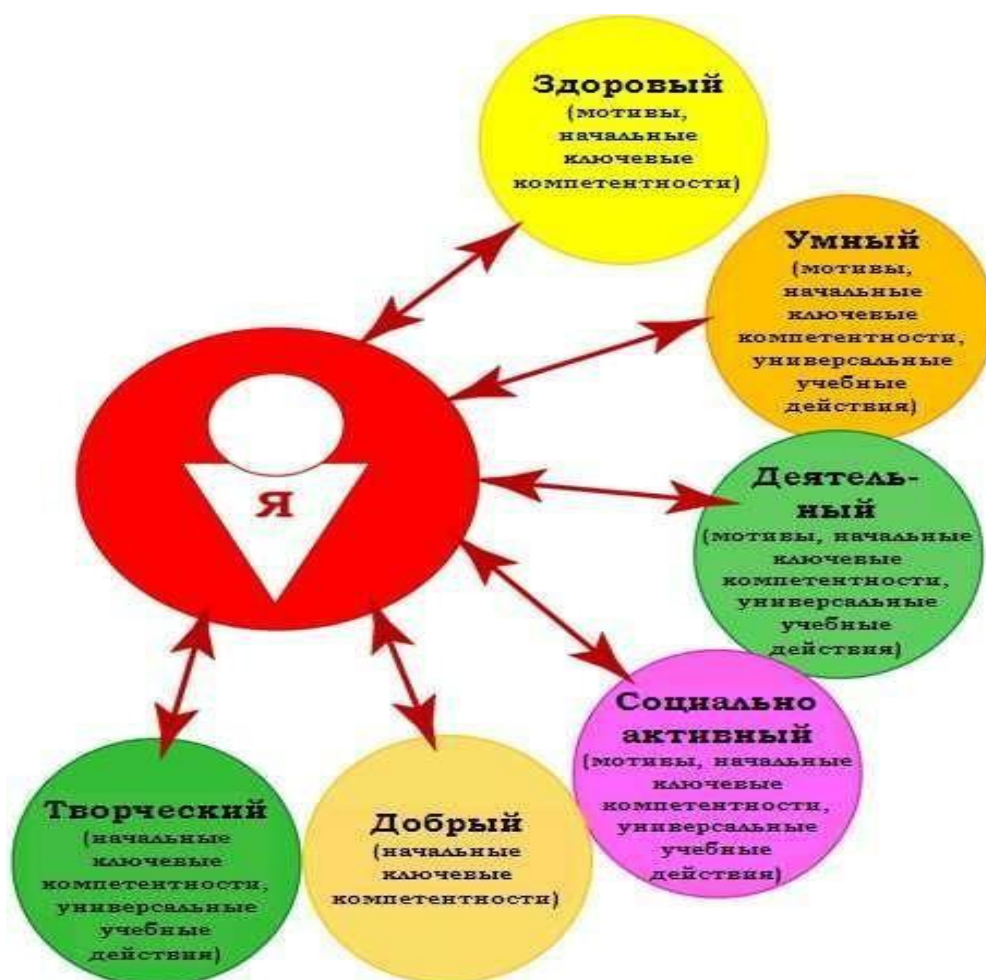 Здоровый
(мотивы,
начальные
ключевые
компетентности)
Умный
(мотивы,
начальные
ключевые
компетентности,
универсальные
учебные
действия)
Я
Деятель-
ный
(мотивы, начальные
ключевые
компетентности,
универсальные
учебные
действия)
Социально
активный
(мотивы, начальные
ключевые
компетентности,
универсальные
учебные
действия)
Добрый
(начальные
ключевые
компетентности)
Творческий
(начальные
ключевые
компетентности,
универсальные
учебные
действия)